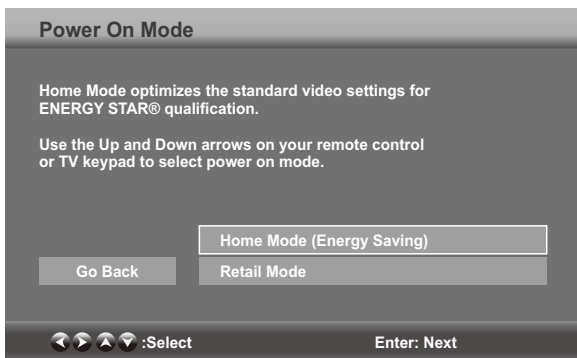 Power On Mode
Home Mode optimizes the standard video settings for
ENERGY STAR® qualification.
Use the Up and Down arrows on your remote control
or TV keypad to select power on mode.
Home Mode (Energy Saving)
Go Back
Retail Mode
:Select
Enter: Next